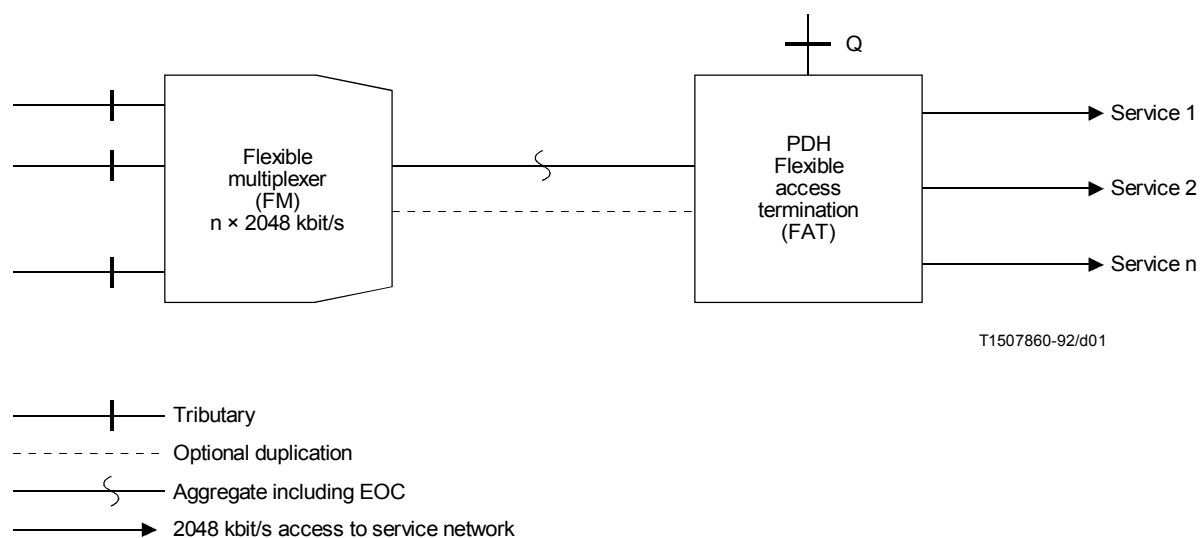 Q
Flexible
multiplexer
(FM)
n × 2048 kbit/s
PDH
Flexible
access
termination
(FAT)
Service 1
Service 2
Service n
T1507860-92/d01
Tributary
Optional duplication
Aggregate including EOC
2048 kbit/s access to service network